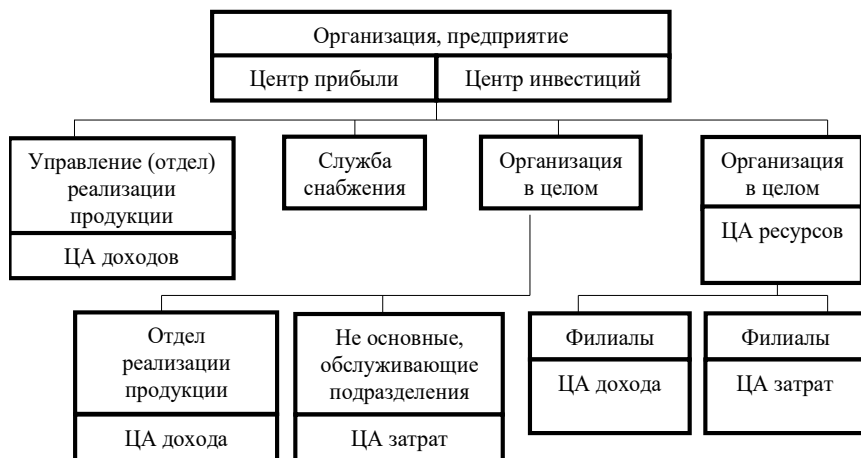 Организация, предприятие
Центр прибыли
Центр инвестиций
Управление (отдел)
реализации
продукции
ЦА доходов
Служба
снабжения
Организация
в целом
Организация
в целом
ЦА ресурсов
Отдел
реализации
продукции
ЦА дохода
Не основные,
обслуживающие
подразделения
ЦА затрат
Филиалы
ЦА дохода
Филиалы
ЦА затрат